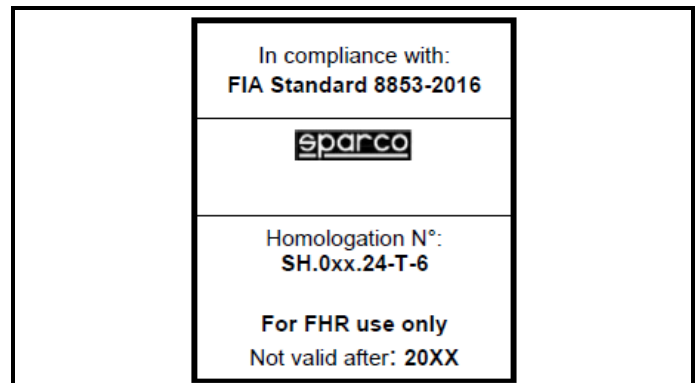 In compliance with:
FIA Standard 8853-2016
sparco
Homologation N°:
SH.0xx.24-T-6
For FHR use only
Not valid after: 20XX